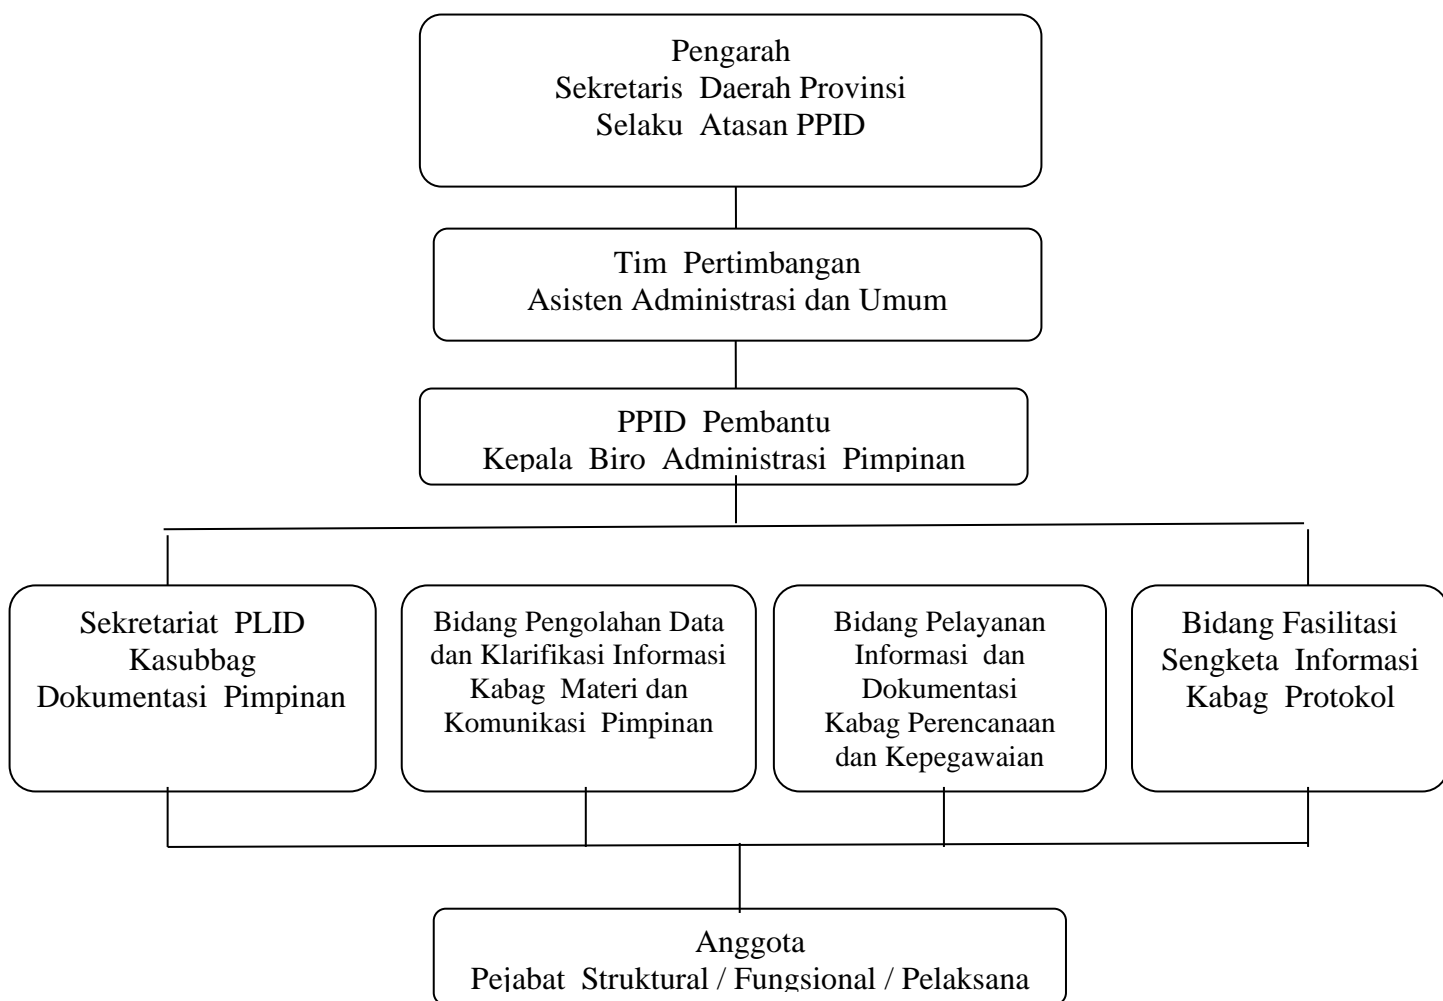 Pengarah
Sekretaris Daerah Provinsi
Selaku Atasan PPID
Tim Pertimbangan
Asisten Administrasi dan Umum
PPID Pembantu
Kepala Biro Administrasi Pimpinan
Sekretariat PLID
Kasubbag
Dokumentasi Pimpinan
Bidang Pengolahan Data
dan Klarifikasi Informasi
Kabag Materi dan
Komunikasi Pimpinan
Bidang Pelayanan
Informasi dan
Dokumentasi
Kabag Perencanaan
dan Kepegawaian
Bidang Fasilitasi
Sengketa Informasi
Kabag Protokol
Anggota
Pejabat Struktural / Fungsional / Pelaksana